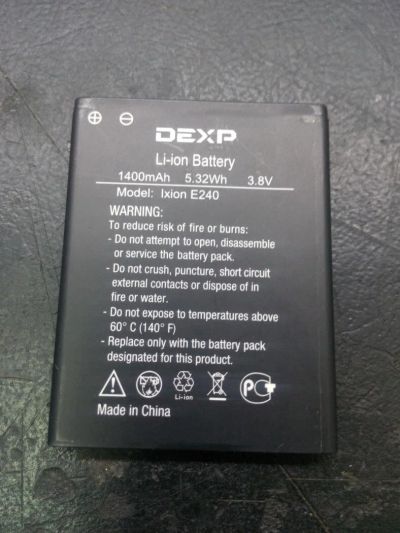 DEXP
Li-ion Battery
1400mAh 5.32Wh 3.8V
Model: Ixion E240
WARNING:
To reduce risk of fire or burns:
- Do not attempt to open, disassemble
or service the battery pack.
- Do not crush, puncture, short circuit
external contacts or dispose of in
fire or water.
- Do not expose to temperatures above
60° C (140° F)
- Replace only with the battery pack
designated for this product.
Li-ion
Made in China